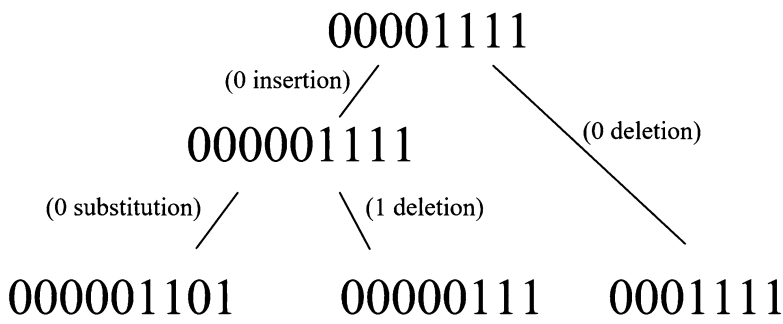 00001111
(0 insertion)
000001111
(0 deletion)
(0 substitution)
(1 deletion)
000001101
00000111
0001111